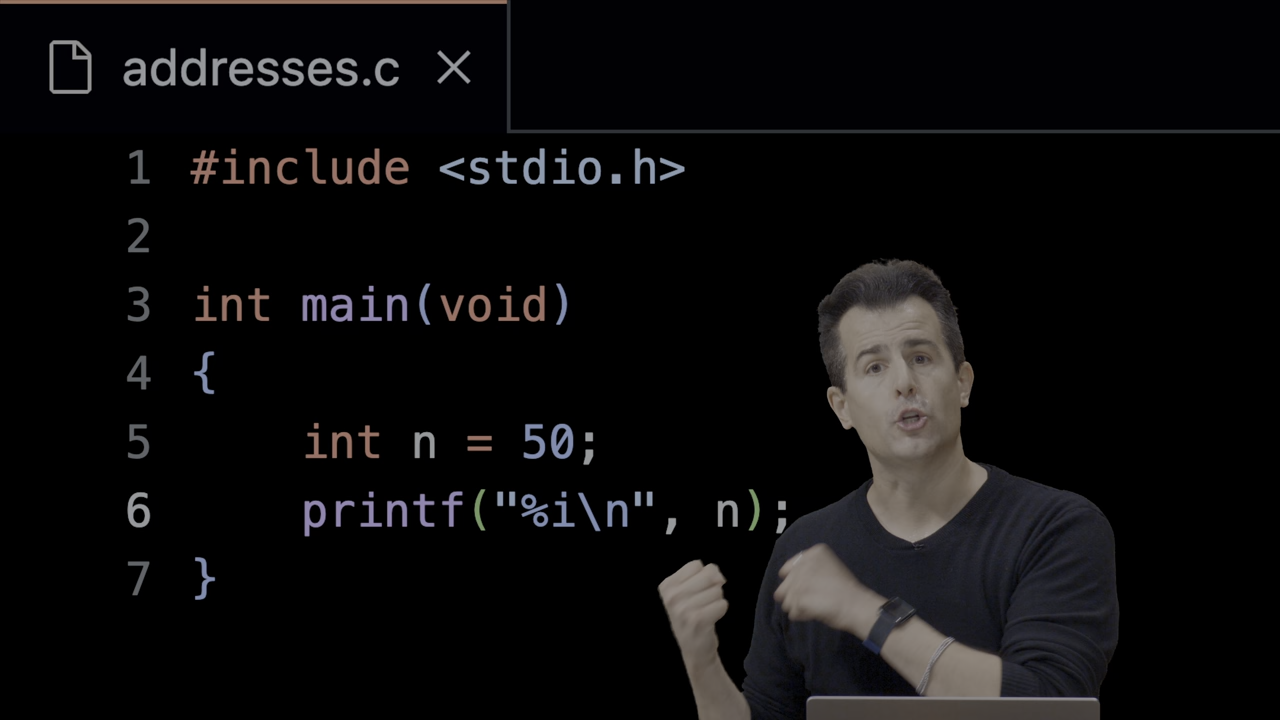 addresses.c
1 #include <stdio.h>
2
3 int main(void)
4 {
5     int n = 50;
6     printf("%i\n", n);
7 }